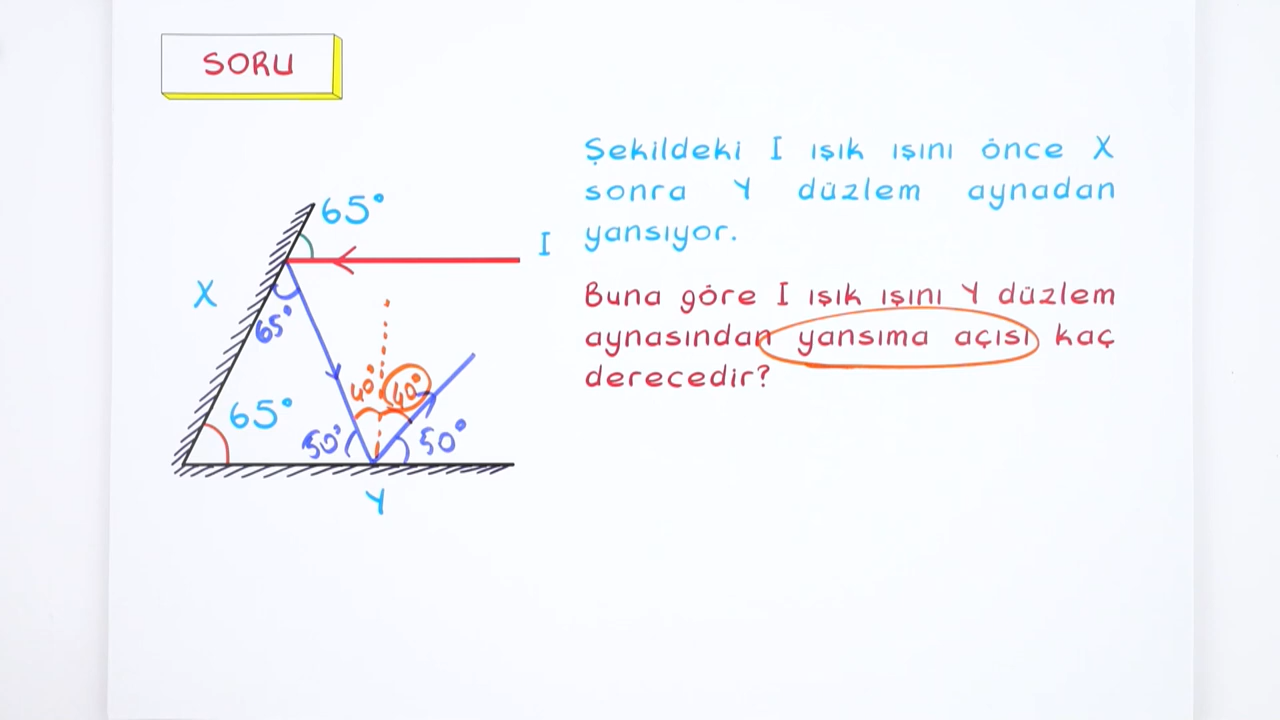 SORU
Şekildeki I ışık ışını önce X
sonra Y düzlem aynadan
yansıyor.
Buna göre I ışık ışını Y düzlem
aynasından yansıma açısı kaç
derecedir?
65°
I
X
65°
40° 40°
65°
50° 50°
Y